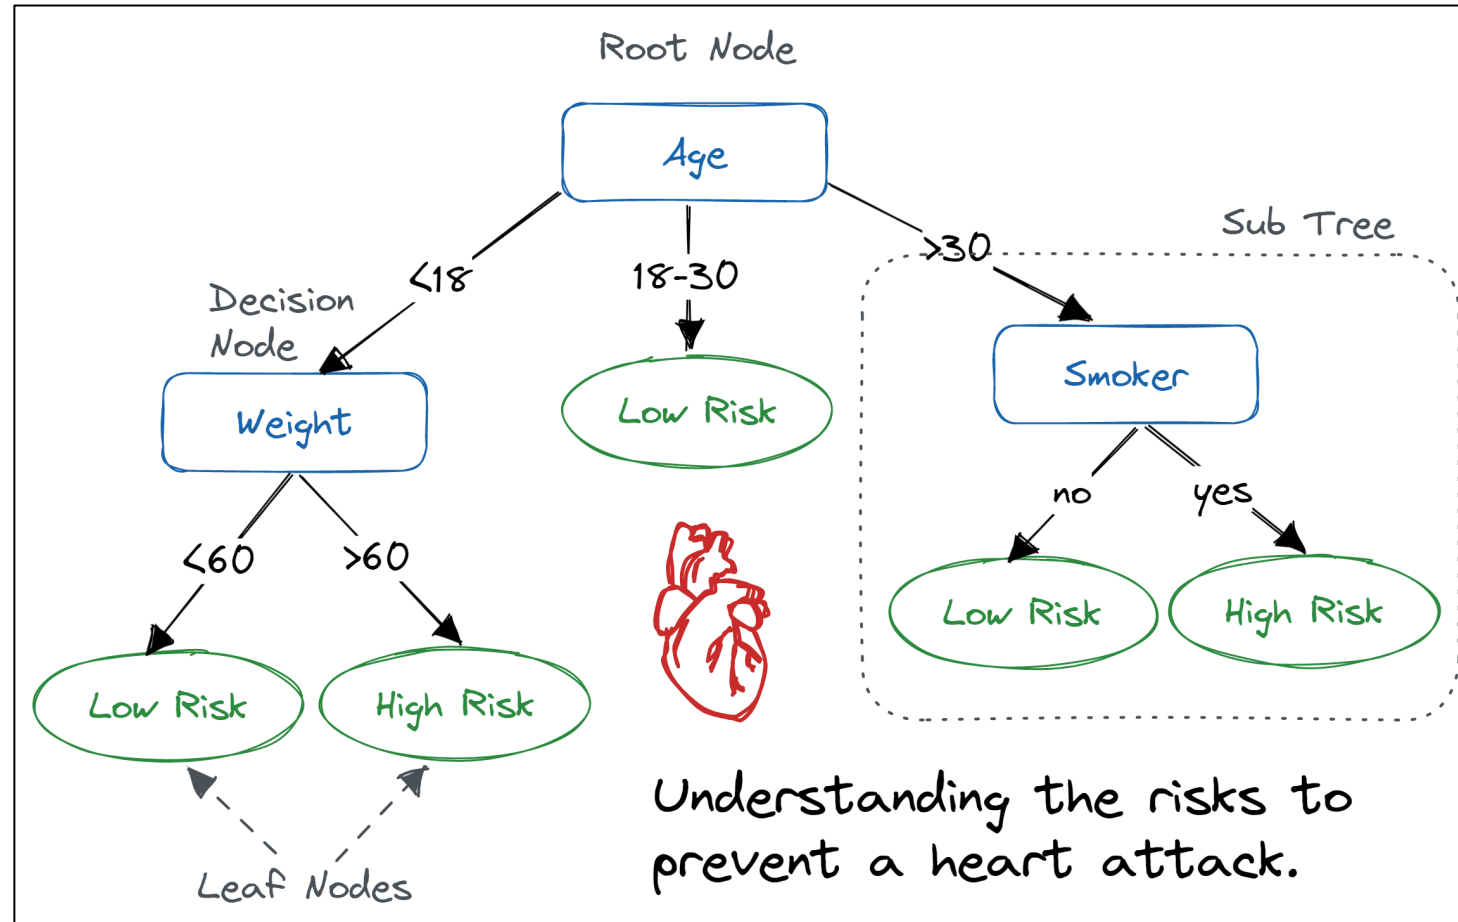 Root Node
Age
Sub Tree
<18
18-30
>30
Decision
Node
Weight
Low Risk
Smoker
<60
>60
no
yes
Low Risk
High Risk
Low Risk
High Risk
Understanding the risks to
prevent a heart attack.
Leaf Nodes